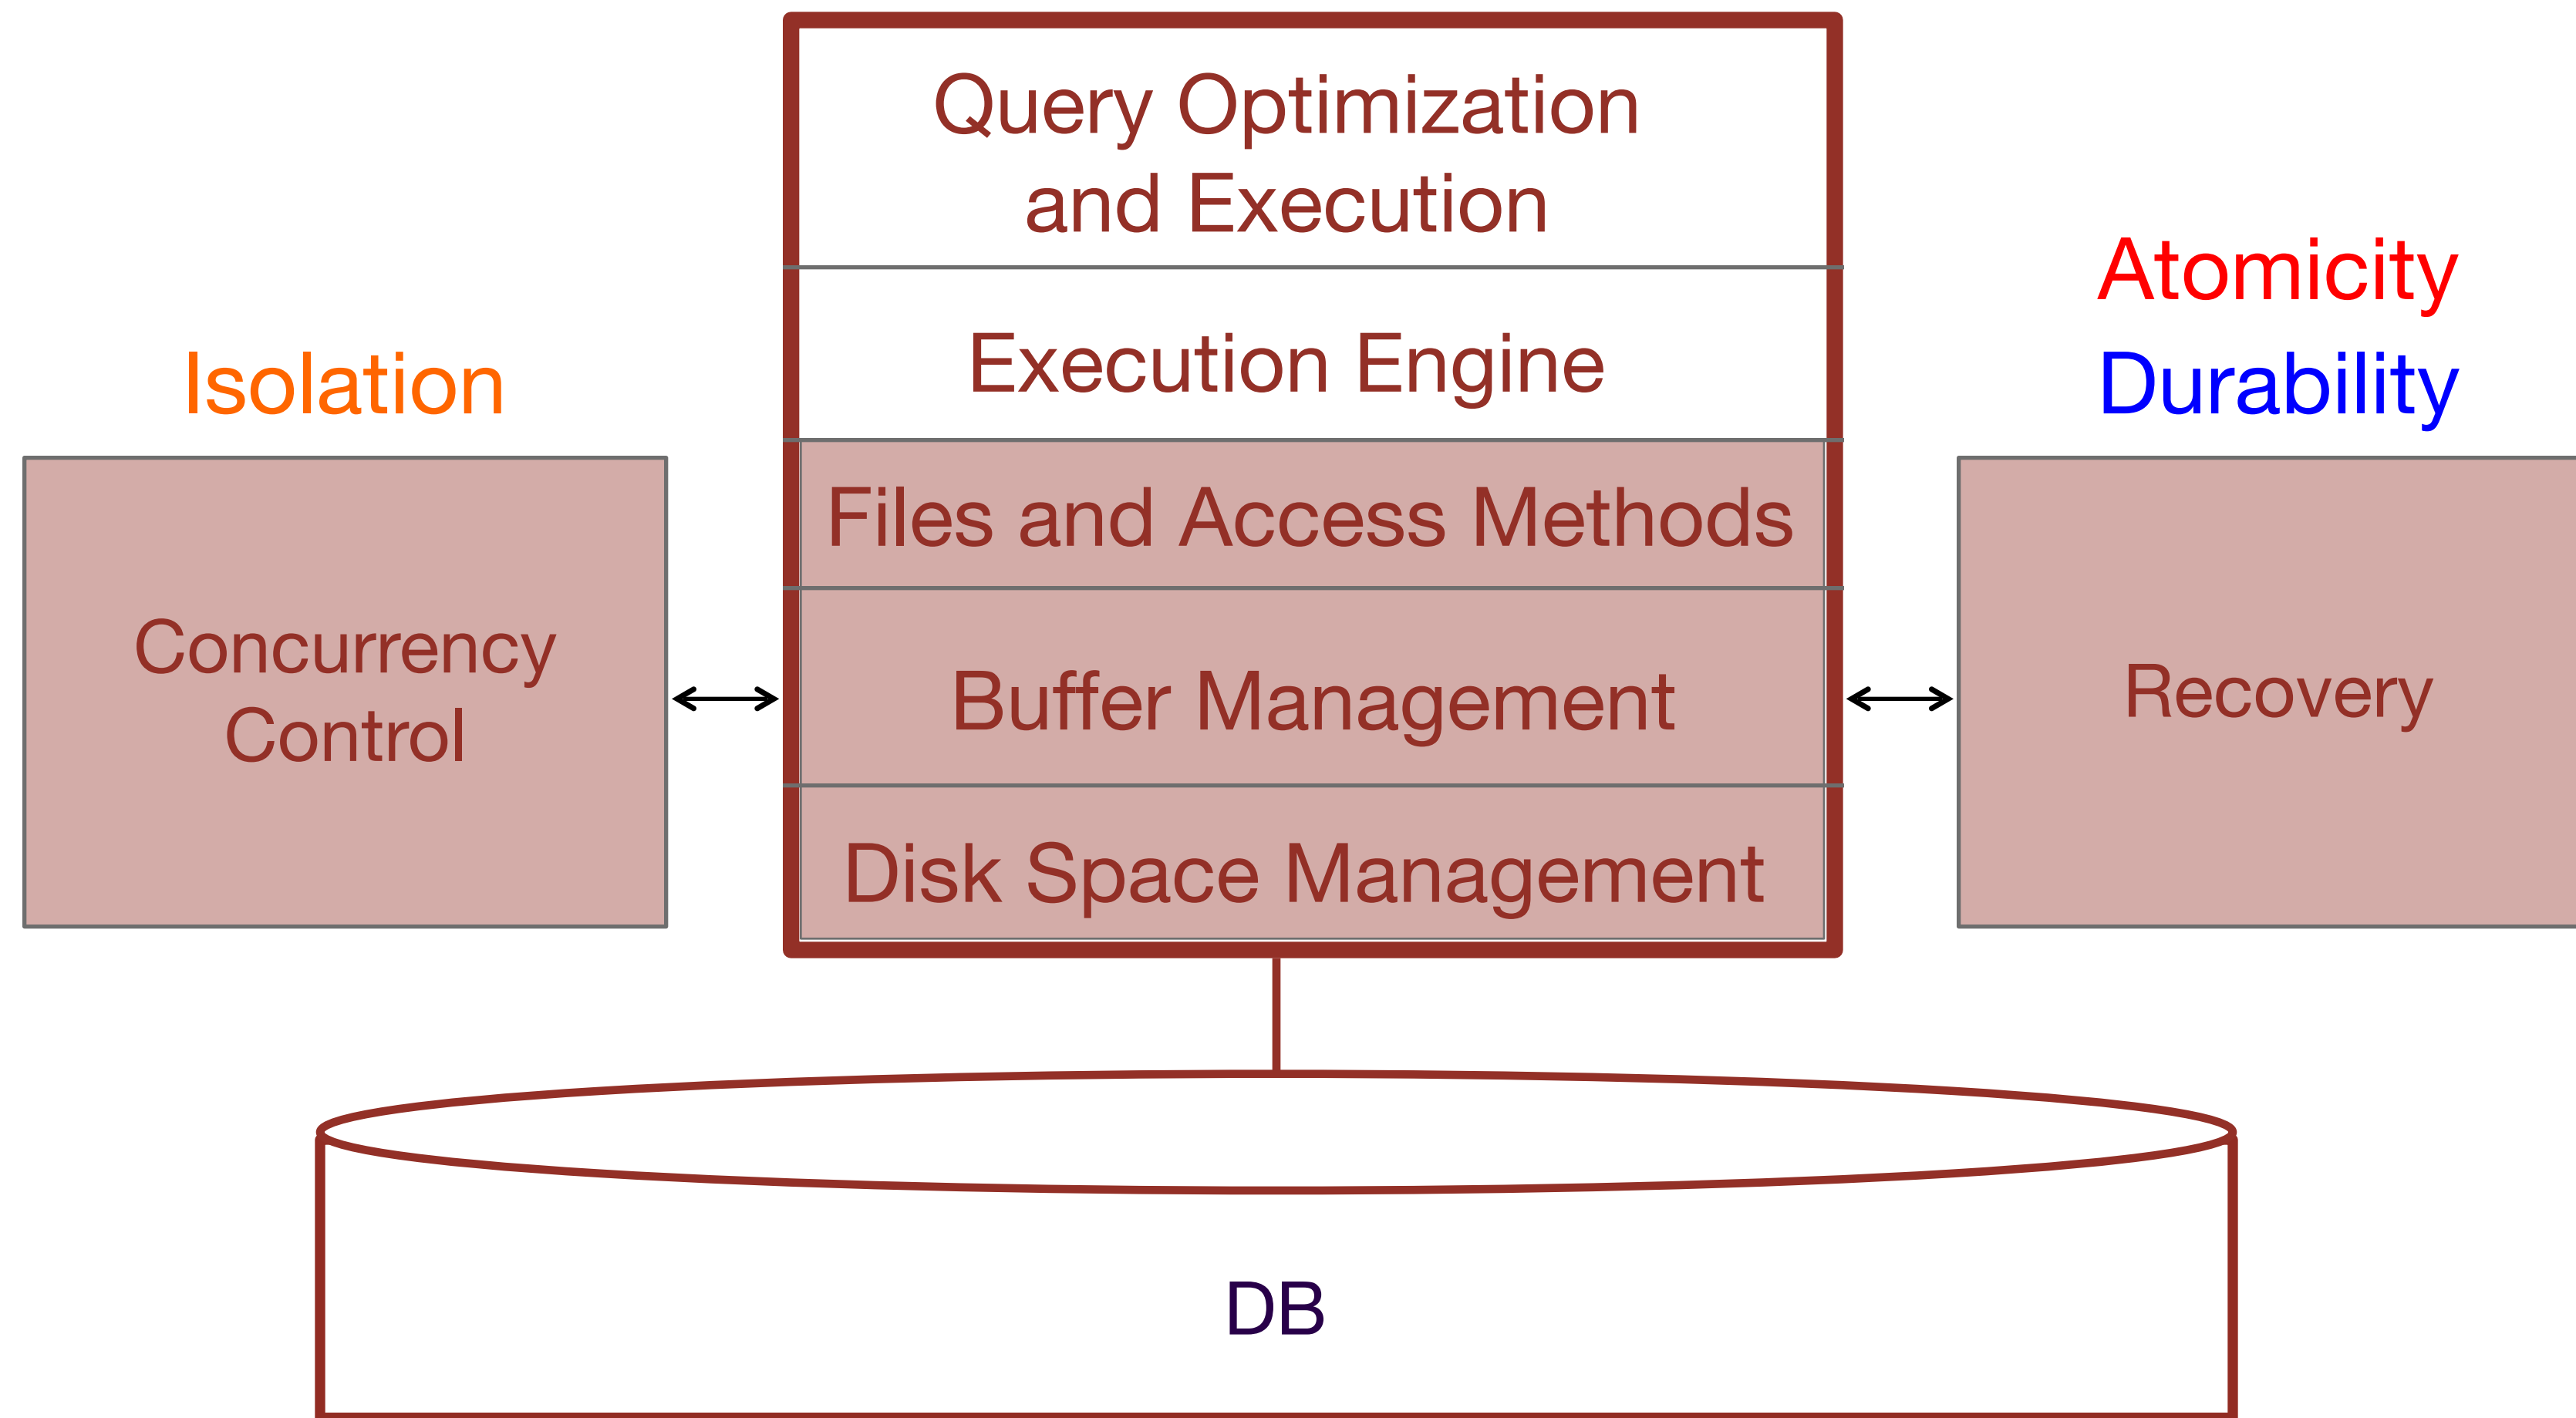 Query Optimization
and Execution
Execution Engine
Files and Access Methods
Buffer Management
Disk Space Management
Isolation
Concurrency
Control
Atomicity
Durability
Recovery
DB